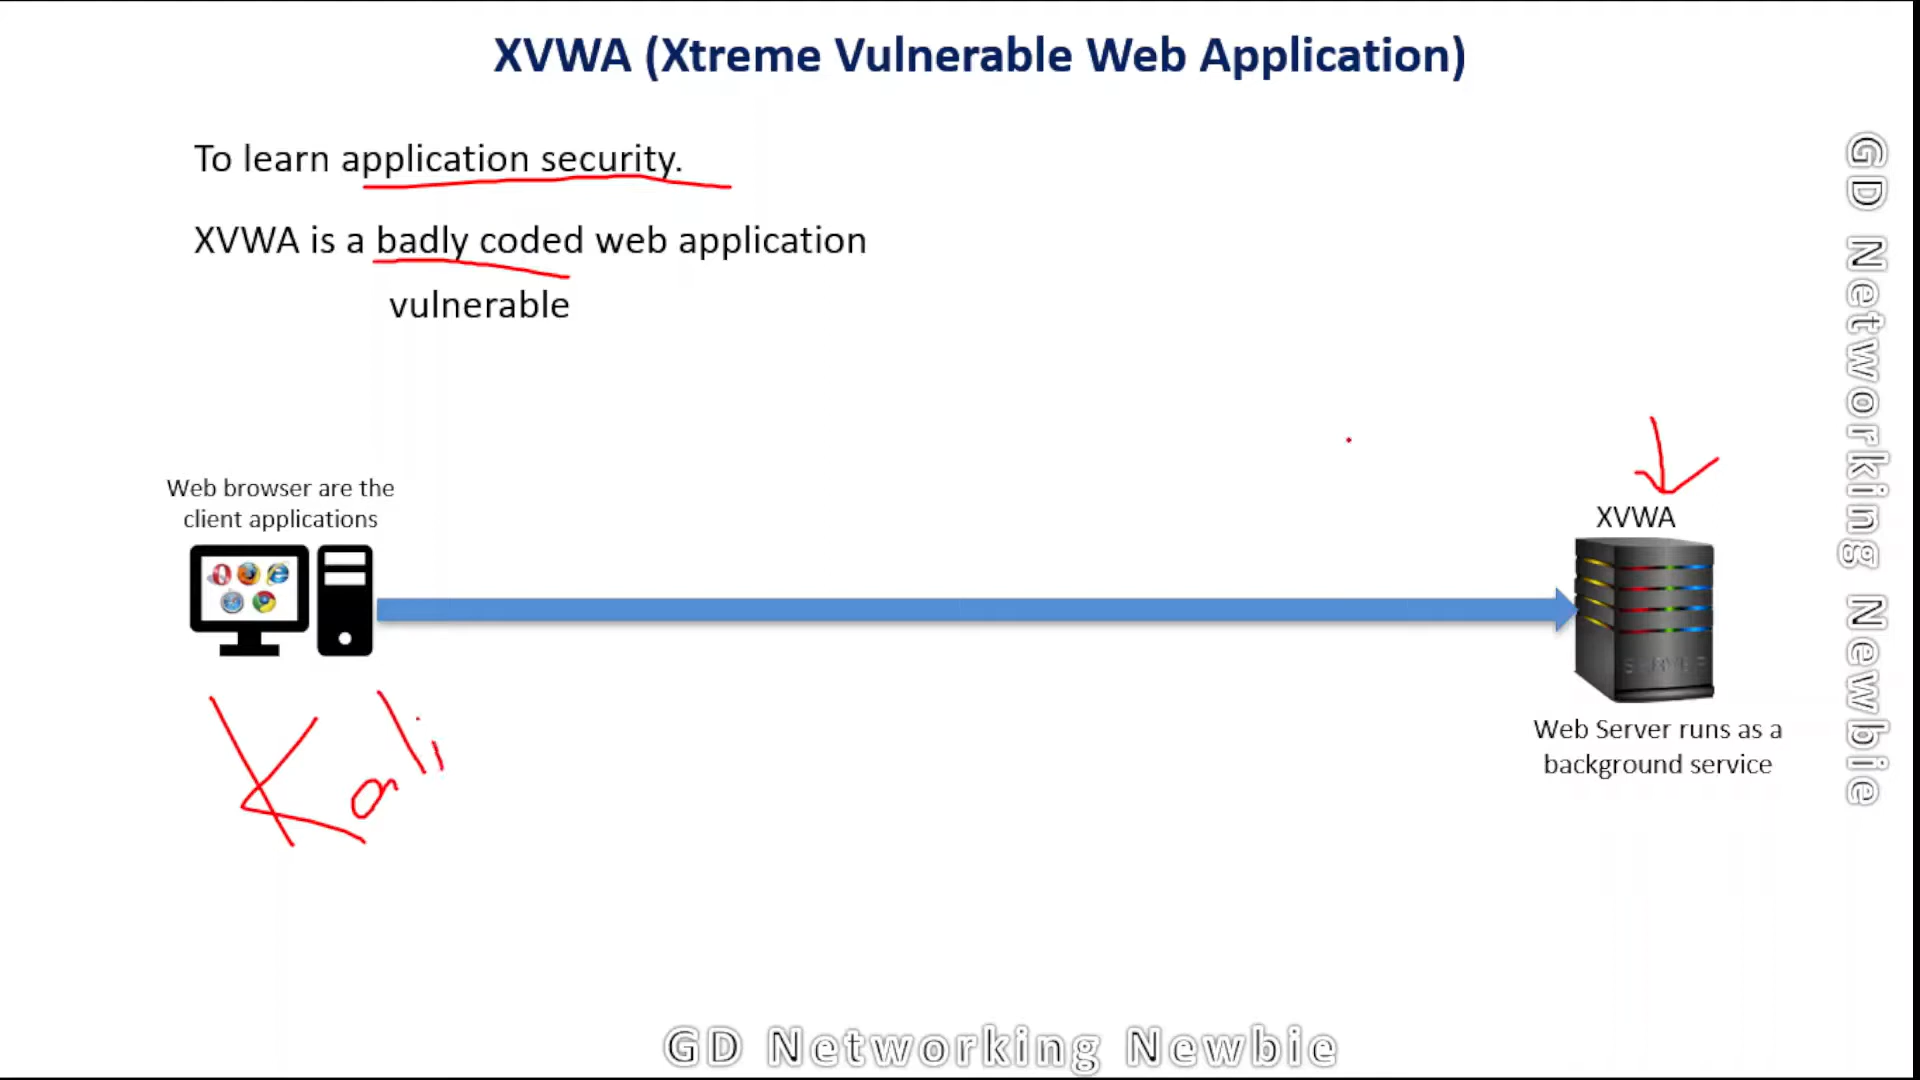 XVWA (Xtreme Vulnerable Web Application)
To learn application security.
XVWA is a badly coded web application
vulnerable
Web browser are the
client applications
XVWA
SERVER
Web Server runs as a
background service
Kali
GD Networking Newbie
GD Networking Newbie